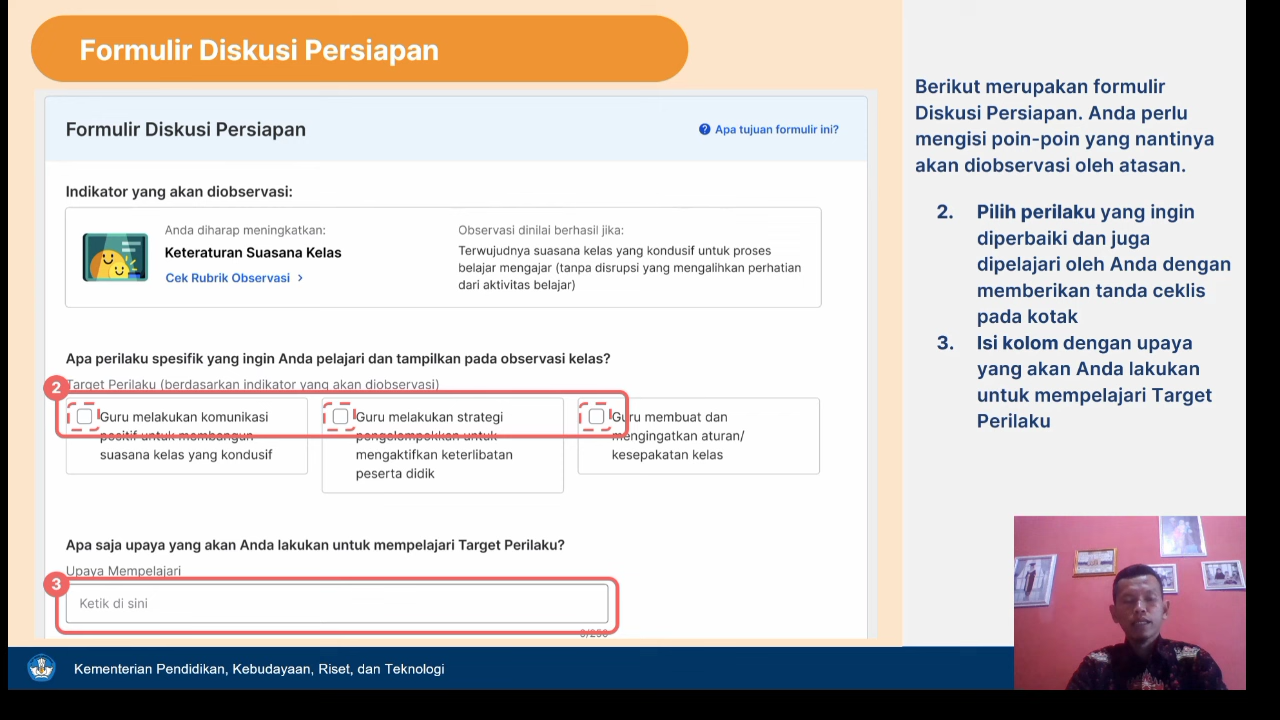 Formulir Diskusi Persiapan
Formulir Diskusi Persiapan
? Apa tujuan formulir ini?
Indikator yang akan diobservasi:
Anda diharap meningkatkan:
Keteraturan Suasana Kelas
Cek Rubrik Observasi >
Observasi dinilai berhasil jika:
Terwujudnya suasana kelas yang kondusif untuk proses
belajar mengajar (tanpa disrupsi yang mengalihkan perhatian
dari aktivitas belajar)
Apa perilaku spesifik yang ingin Anda pelajari dan tampilkan pada observasi kelas?
2
Target Perilaku (berdasarkan indikator yang akan diobservasi)
Guru melakukan komunikasi
positif untuk membangun
suasana kelas yang kondusif
Guru melakukan strategi
pengelompokkan untuk
mengaktifkan keterlibatan
peserta didik
Guru membuat dan
mengingatkan aturan/
kesepakatan kelas
Apa saja upaya yang akan Anda lakukan untuk mempelajari Target Perilaku?
Upaya Mempelajari
3
Ketik di sini
0/250
Berikut merupakan formulir
Diskusi Persiapan. Anda perlu
mengisi poin-poin yang nantinya
akan diobservasi oleh atasan.
2. Pilih perilaku yang ingin
diperbaiki dan juga
dipelajari oleh Anda dengan
memberikan tanda ceklis
pada kotak
3. Isi kolom dengan upaya
yang akan Anda lakukan
untuk mempelajari Target
Perilaku
Kementerian Pendidikan, Kebudayaan, Riset, dan Teknologi